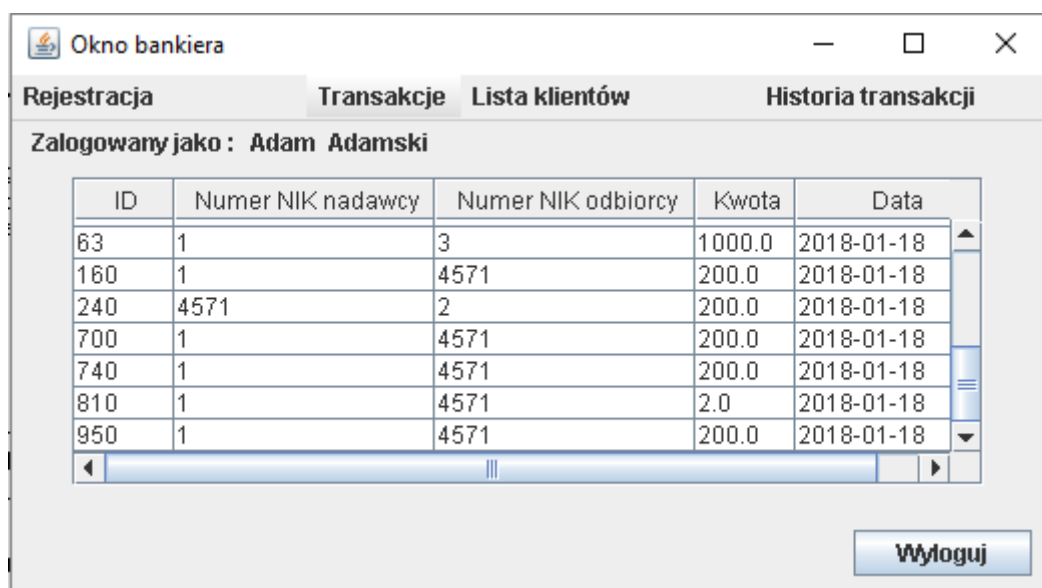 Okno bankiera
Rejestracja Transakcje Lista klientów Historia transakcji
Zalogowany jako : Adam Adamski
ID Numer NIK nadawcy Numer NIK odbiorcy Kwota Data
63 1 3 1000.0 2018-01-18
160 1 4571 200.0 2018-01-18
240 4571 2 200.0 2018-01-18
700 1 4571 200.0 2018-01-18
740 1 4571 200.0 2018-01-18
810 1 4571 2.0 2018-01-18
950 1 4571 200.0 2018-01-18
Wyloguj